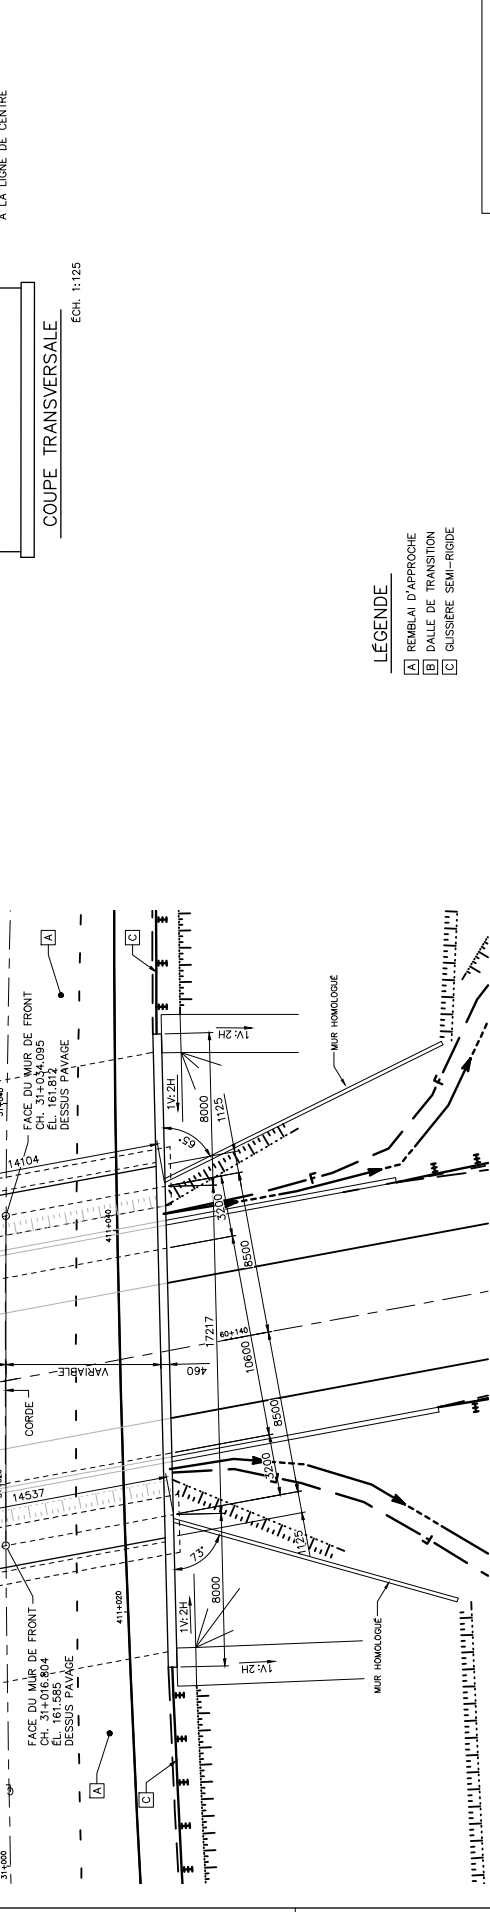 À LA LIGNE DE CENTRE
COUPE TRANSVERSALE
ÉCH. 1:125
LÉGENDE
A REMBLAI D'APPROCHE
B DALLE DE TRANSITION
C GLISSIÈRE SEMI-RIGIDE
A
C
FACE DU MUR DE FRONT
CH. 31+034.095
ÉL. 161.812
DESSUS PAVAGE
31+040
14104
411+040
1V: 2H
1V: 2H
65°
8000
1125
MUR HOMOLOGUÉ
F
F
3200
8500
17217
60+140
10600
VARIABLE
460
CORDE
8500
3200
14537
1125
73°
8000
1V: 2H
1V: 2H
F
MUR HOMOLOGUÉ
411+020
FACE DU MUR DE FRONT
CH. 31+016.804
ÉL. 161.585
DESSUS PAVAGE
A
C
31+000